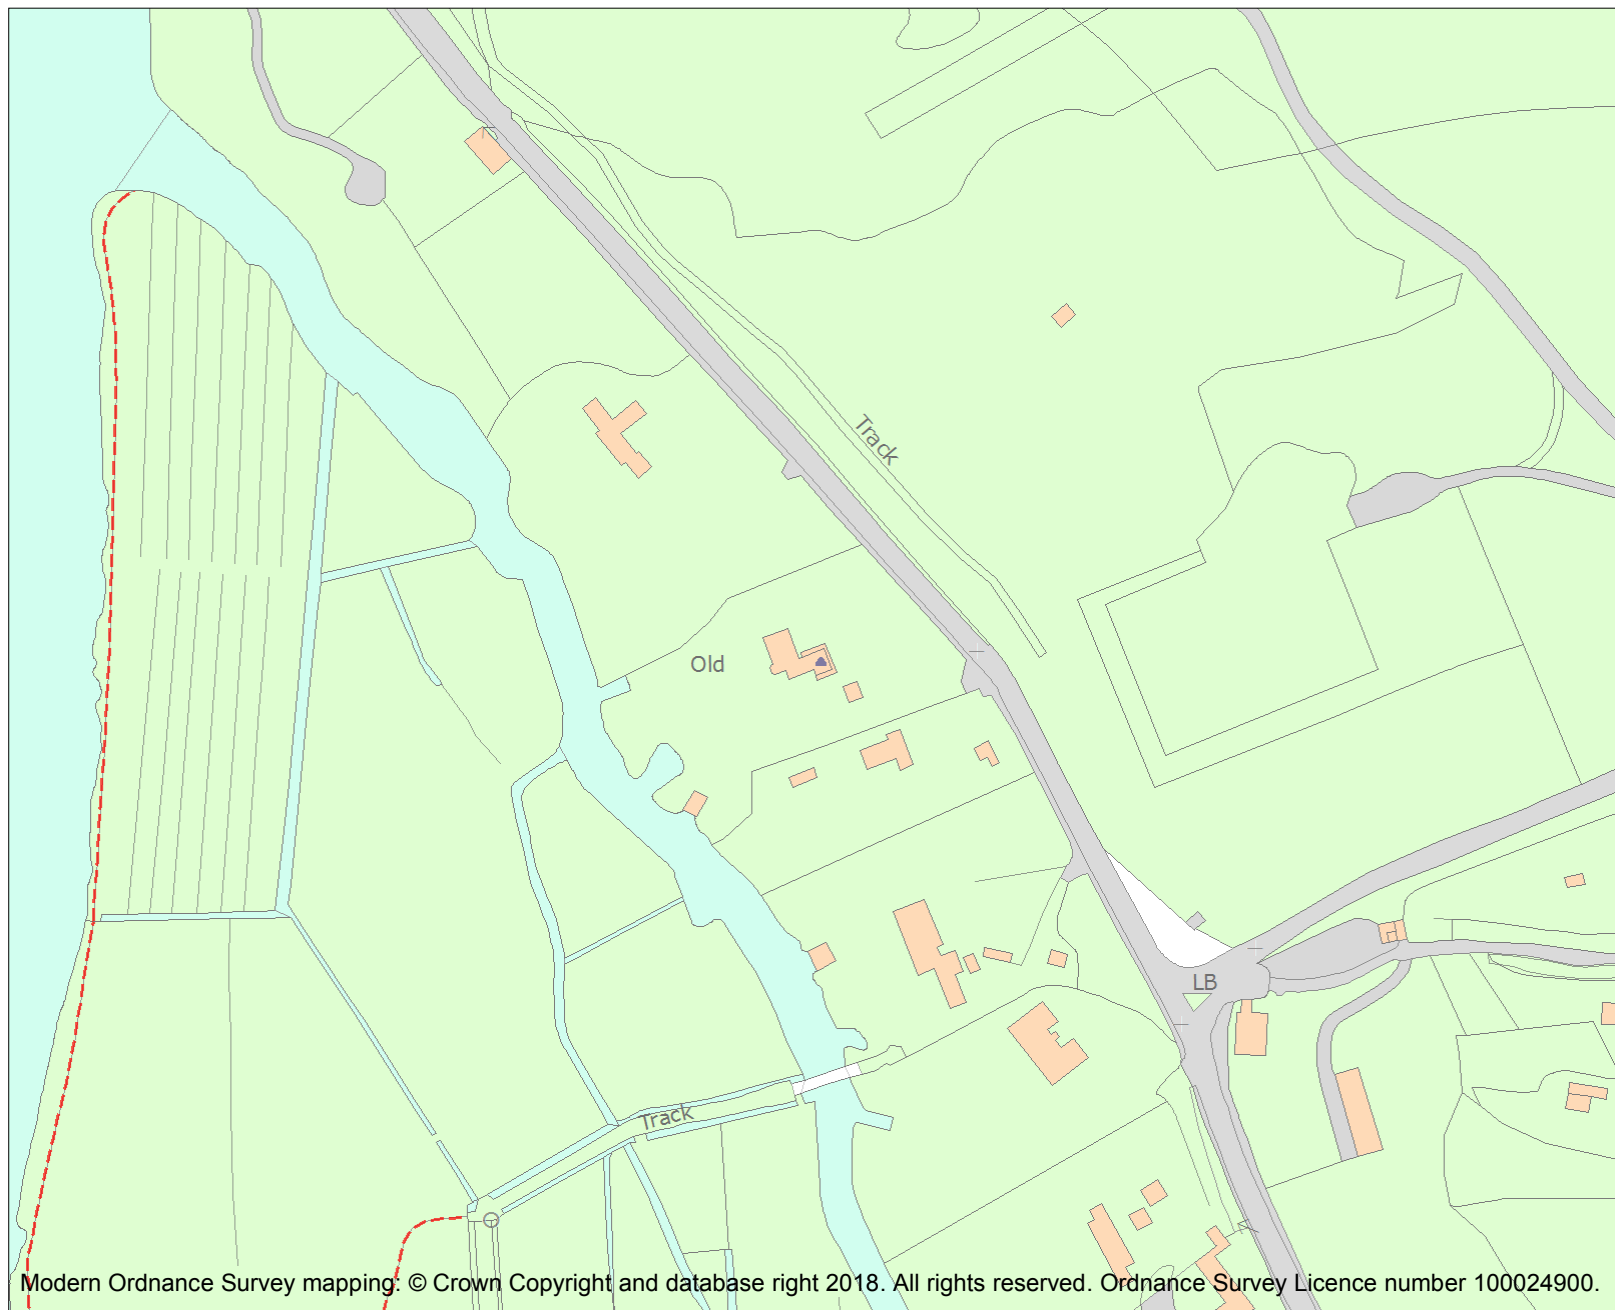 Track
Old
LB
Track
Modern Ordnance Survey mapping: © Crown Copyright and database right 2018. All rights reserved. Ordnance Survey Licence number 100024900.